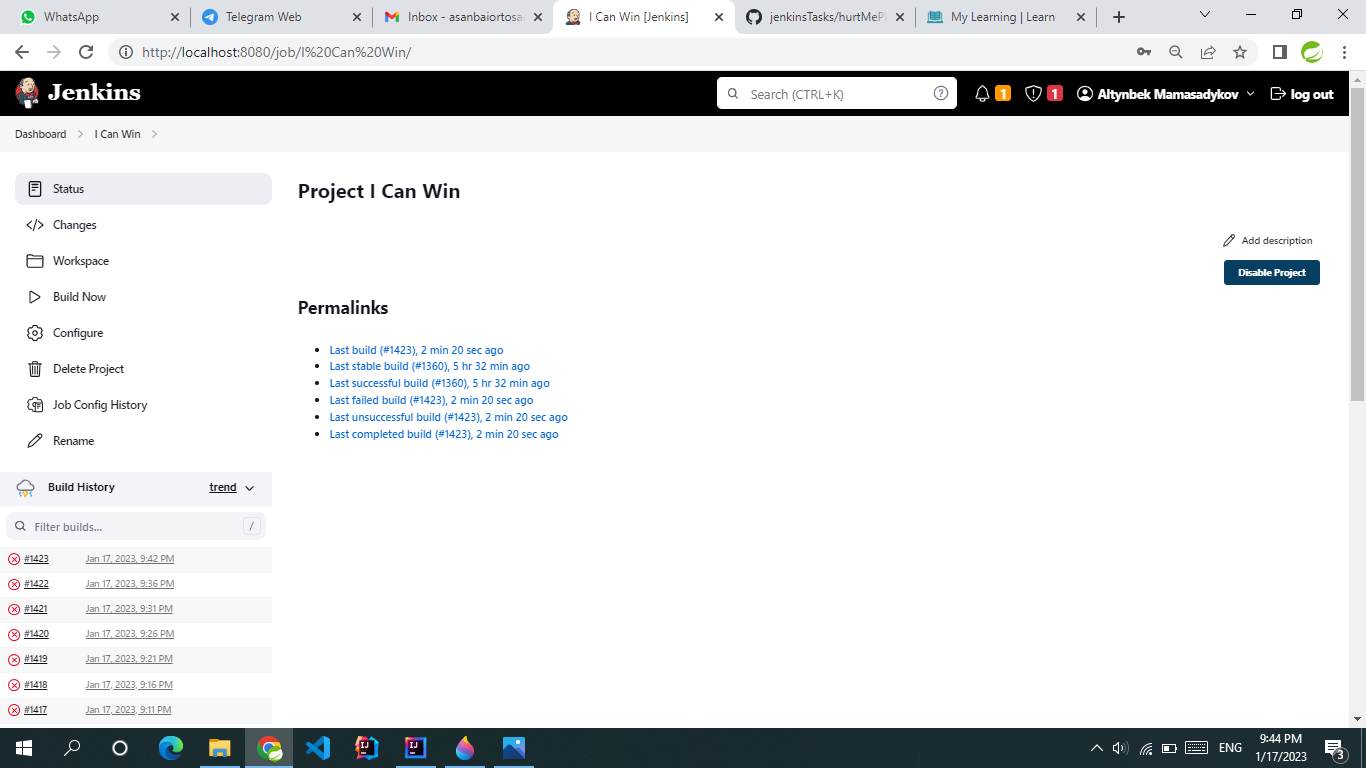 WhatsApp
Telegram Web
Inbox - asanbaiortosa
I Can Win [Jenkins]
jenkinsTasks/hurtMeP
My Learning | Learn
http://localhost:8080/job/I%20Can%20Win/
Jenkins
Search (CTRL+K)
1
1
Altynbek Mamasadykov
log out
Dashboard
I Can Win
Status
Changes
Workspace
Build Now
Configure
Delete Project
Job Config History
Rename
Project I Can Win
Add description
Disable Project
Permalinks
Last build (#1423), 2 min 20 sec ago
Last stable build (#1360), 5 hr 32 min ago
Last successful build (#1360), 5 hr 32 min ago
Last failed build (#1423), 2 min 20 sec ago
Last unsuccessful build (#1423), 2 min 20 sec ago
Last completed build (#1423), 2 min 20 sec ago
Build History
trend
Filter builds...
/
#1423 Jan 17, 2023, 9:42 PM
#1422 Jan 17, 2023, 9:36 PM
#1421 Jan 17, 2023, 9:31 PM
#1420 Jan 17, 2023, 9:26 PM
#1419 Jan 17, 2023, 9:21 PM
#1418 Jan 17, 2023, 9:16 PM
#1417 Jan 17, 2023, 9:11 PM
ENG
9:44 PM
1/17/2023
3